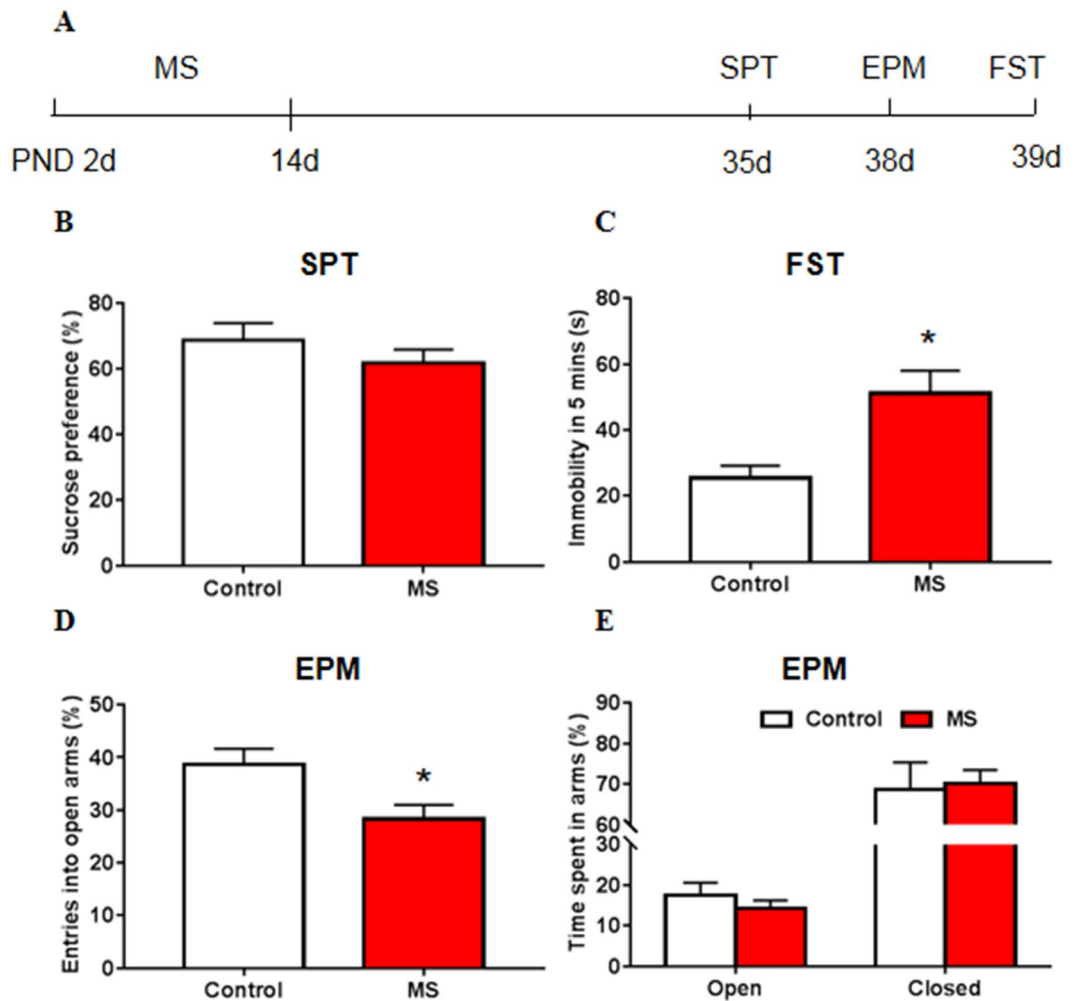 A
MS SPT EPM FST
PND 2d 14d 35d 38d 39d
B
SPT
Sucrose preference (%)
80
60
40
20
0
Control MS
C
FST
Immobility in 5 mins (s)
80
60
40
20
0
*
Control MS
D
EPM
Entries into open arms (%)
50
40
30
20
10
0
*
Control MS
E
EPM
Time spent in arms (%)
90
80
70
60
30
20
10
0
Control MS
Open Closed